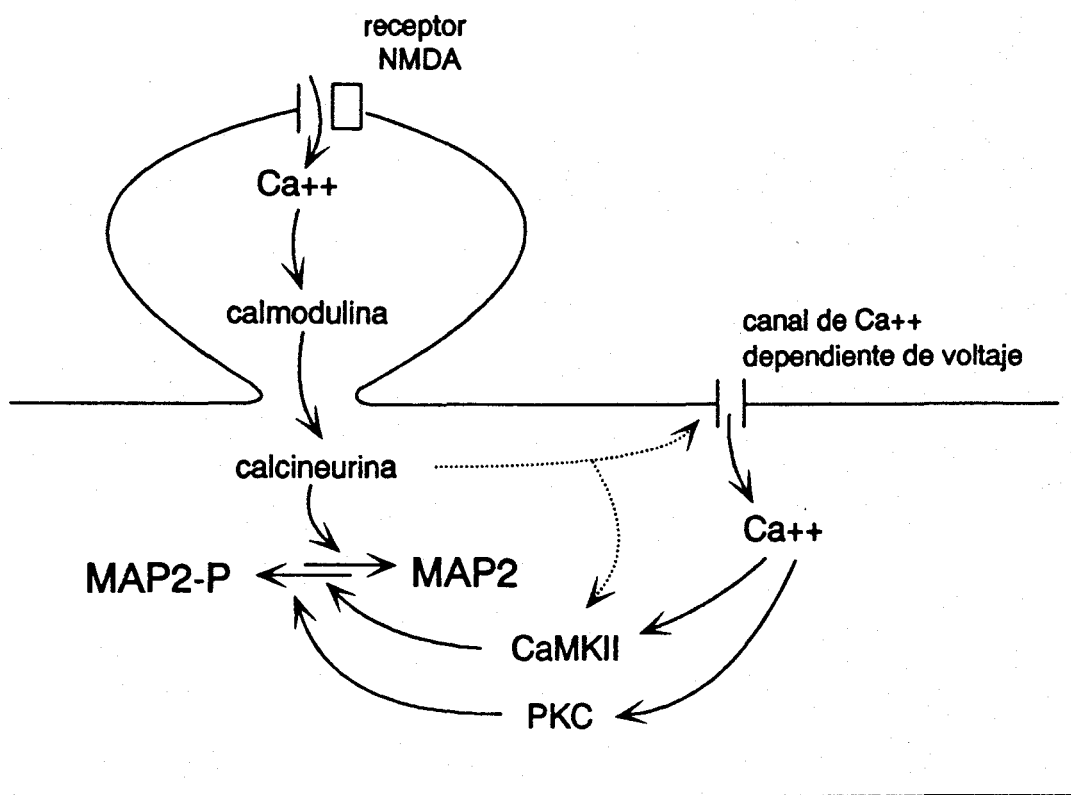 receptor
NMDA
Ca++
calmodulina
canal de Ca++
dependiente de voltaje
calcineurina
Ca++
MAP2-P
MAP2
CaMKII
PKC